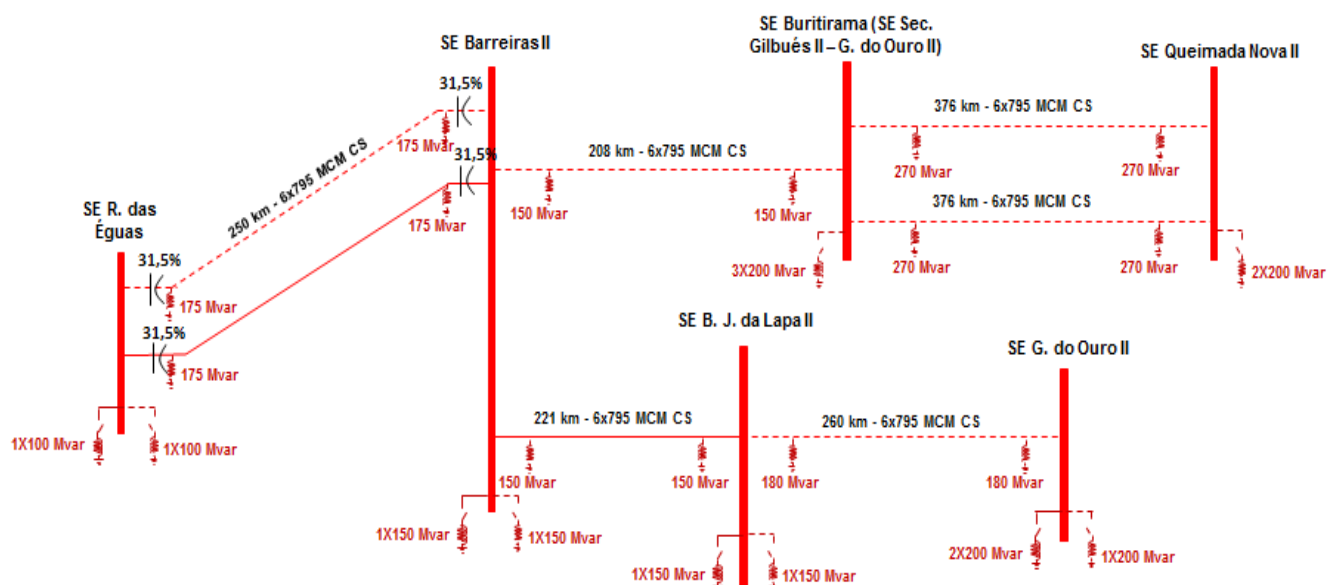 SE Buritirama (SE Sec.
Gilbués II – G. do Ouro II)
SE Barreiras II
SE Queimada Nova II
31,5%
376 km - 6x795 MCM CS
175 Mvar
270 Mvar
270 Mvar
31,5%
208 km - 6x795 MCM CS
250 km - 6x795 MCM CS
150 Mvar
150 Mvar
175 Mvar
376 km - 6x795 MCM CS
SE R. das
Éguas
31,5%
175 Mvar
270 Mvar
270 Mvar
3X200 Mvar
2X200 Mvar
31,5%
175 Mvar
SE B. J. da Lapa II
SE G. do Ouro II
1X100 Mvar
1X100 Mvar
221 km - 6x795 MCM CS
260 km - 6x795 MCM CS
150 Mvar
150 Mvar
180 Mvar
180 Mvar
1X150 Mvar
1X150 Mvar
1X150 Mvar
1X150 Mvar
2X200 Mvar
1X200 Mvar